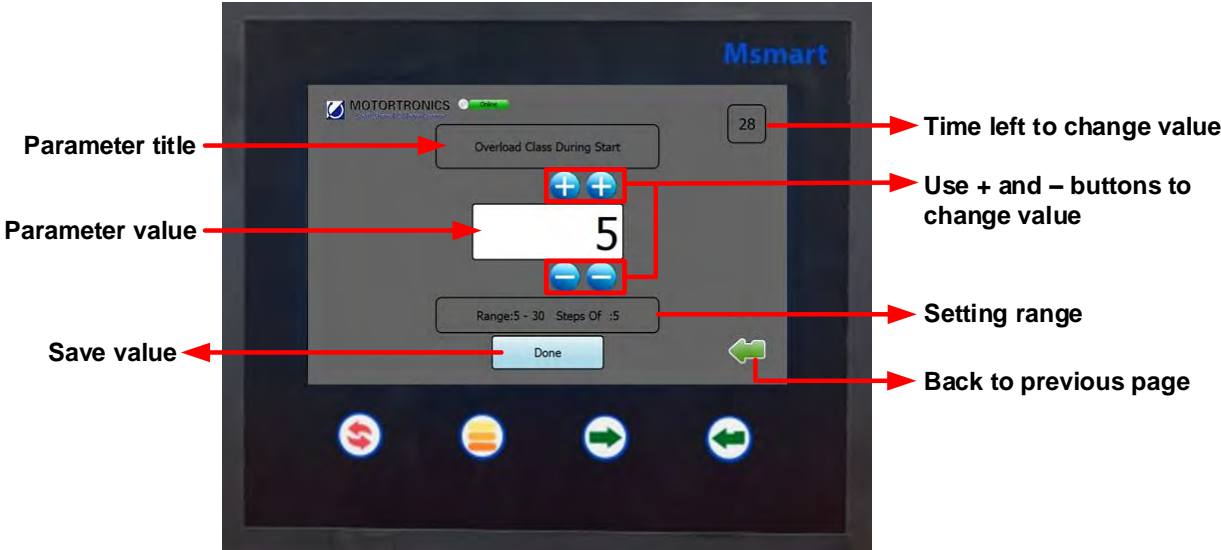 Msmart
MOTORTRONICS
Online
28
Time left to change value
Parameter title
Overload Class During Start
Use + and – buttons to
change value
Parameter value
5
Range:5 - 30 Steps Of :5
Setting range
Save value
Done
Back to previous page